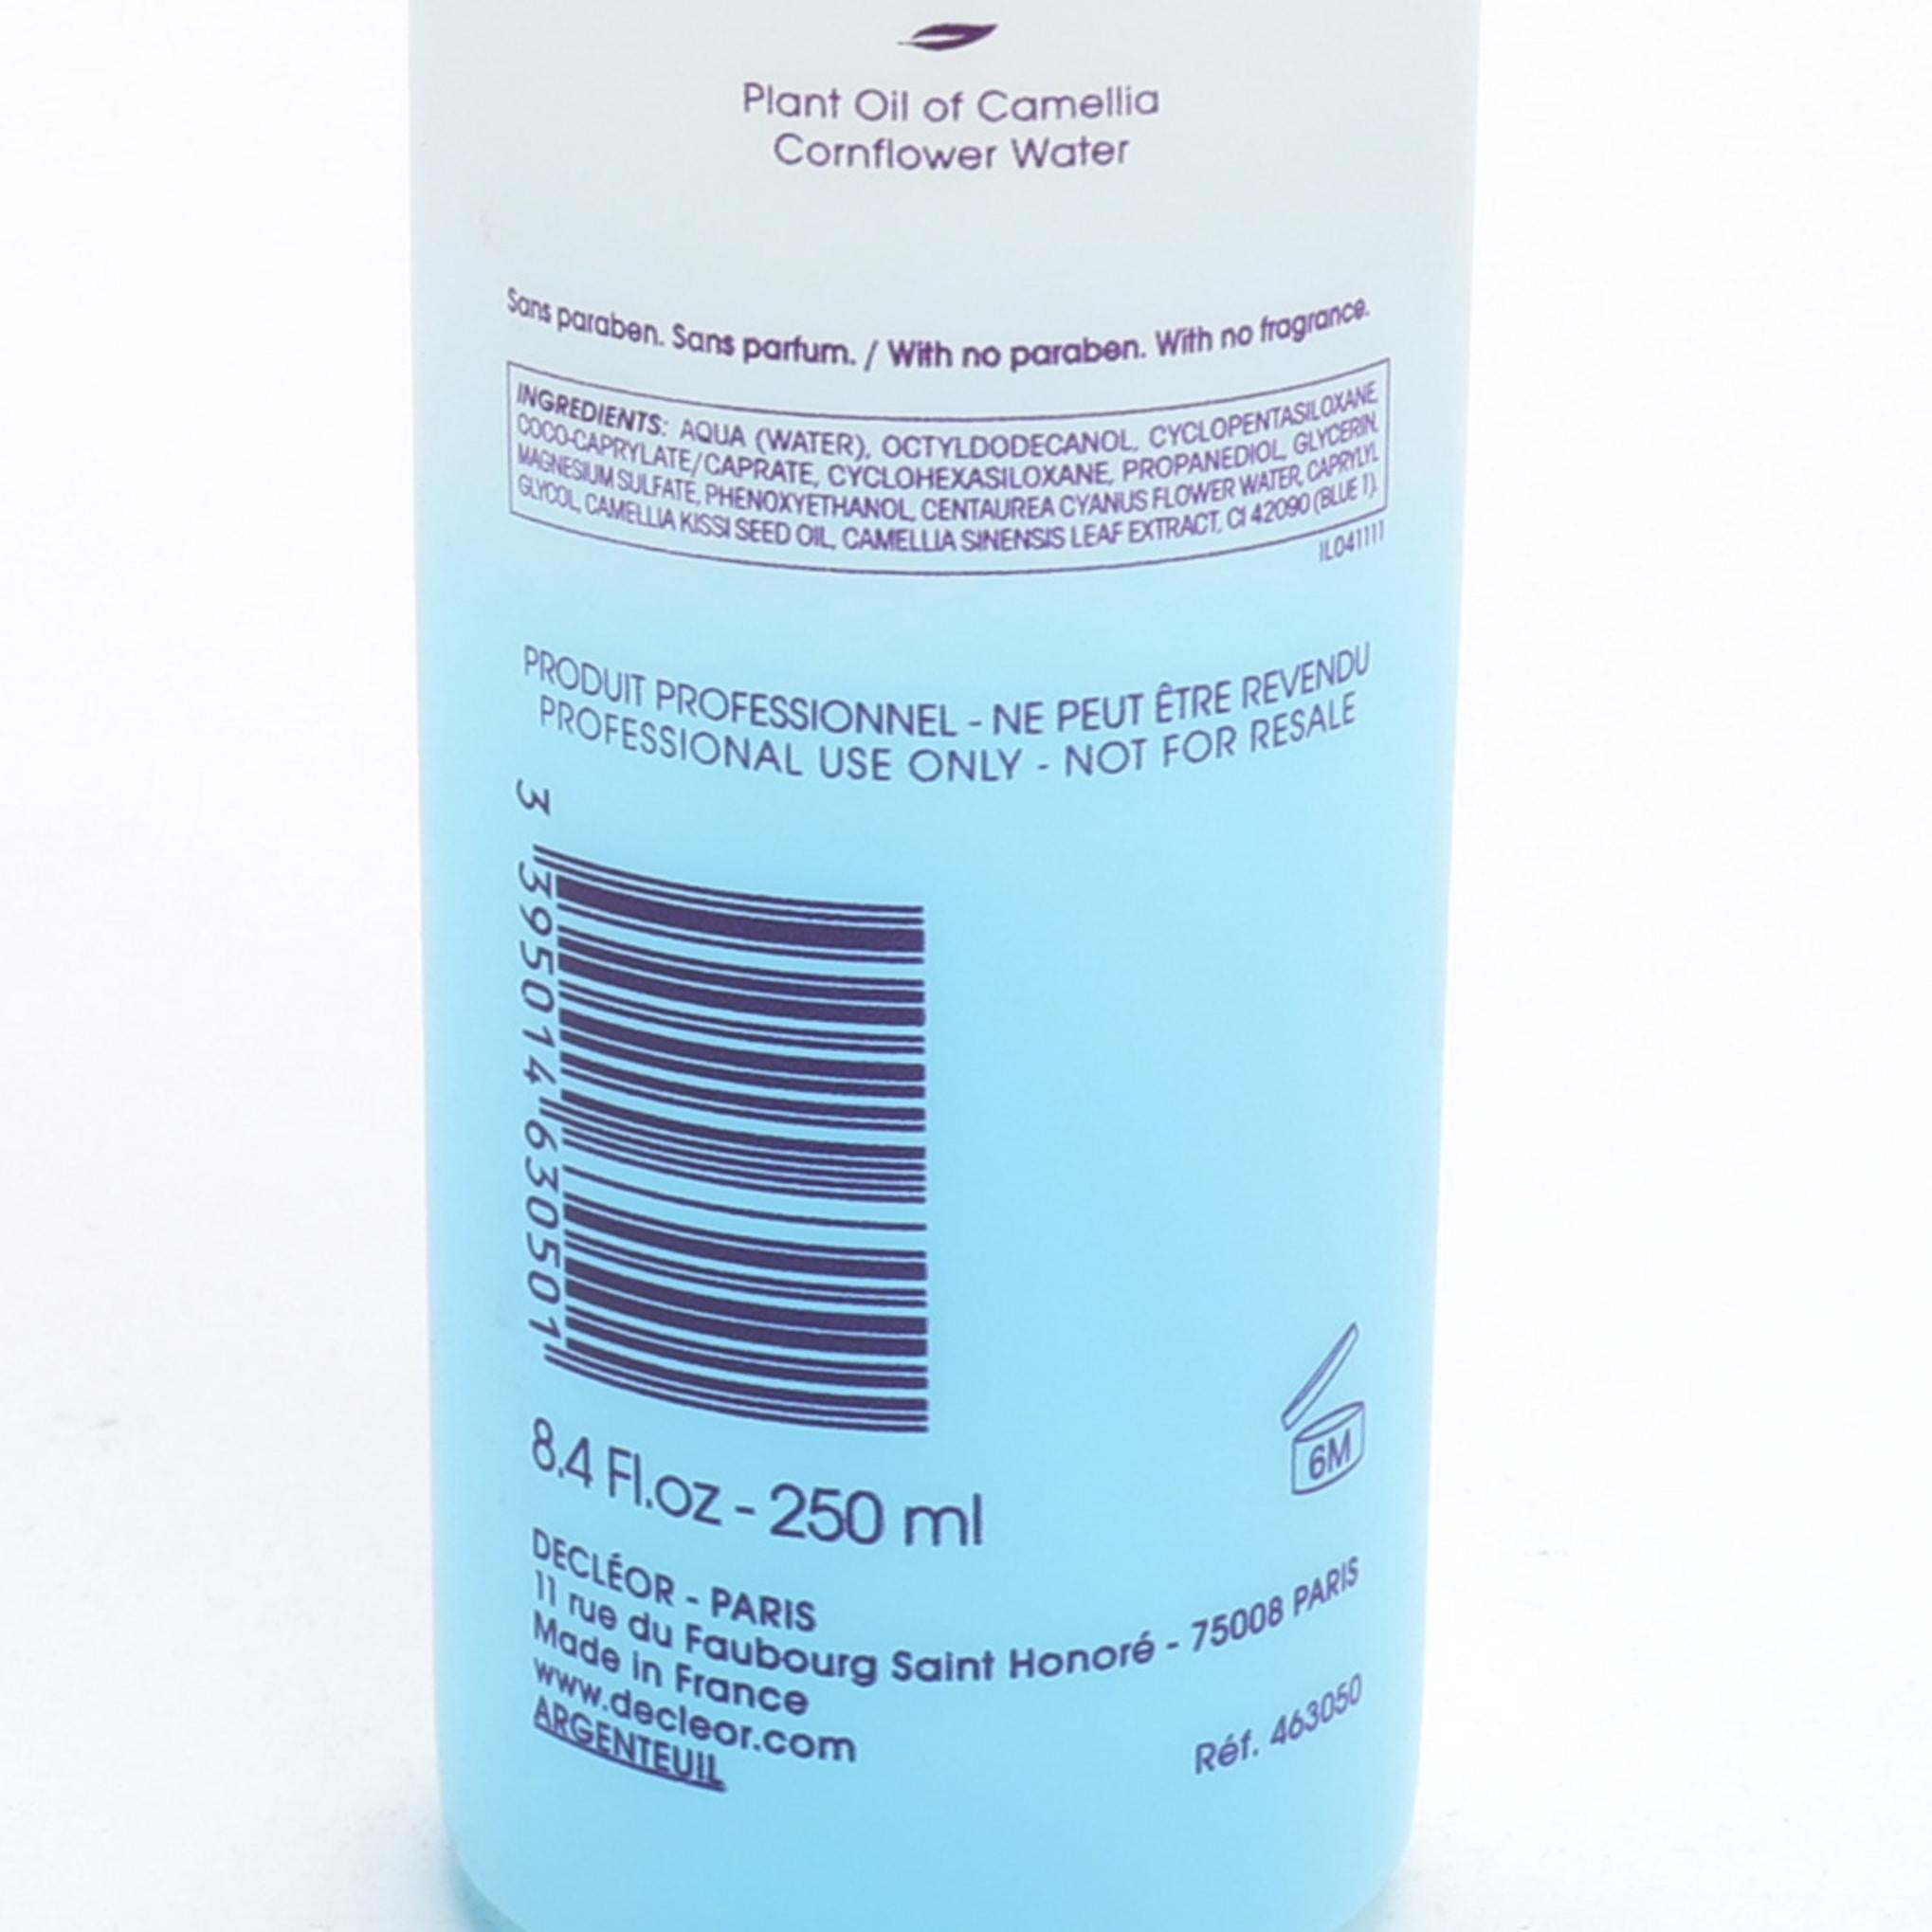 Plant Oil of Camellia
Cornflower Water
Sans paraben. Sans parfum. / With no paraben. With no fragrance.
INGREDIENTS: AQUA (WATER), OCTYLDODECANOL, CYCLOPENTASILOXANE,
COCO-CAPRYLATE/CAPRATE, CYCLOHEXASILOXANE, PROPANEDIOL, GLYCERIN,
MAGNESIUM SULFATE, PHENOXYETHANOL, CENTAUREA CYANUS FLOWER WATER, CAPRYLYL
GLYCOL, CAMELLIA KISSI SEED OIL, CAMELLIA SINENSIS LEAF EXTRACT, CI 42090 (BLUE 1).
IL041111
PRODUIT PROFESSIONNEL - NE PEUT ÊTRE REVENDU
PROFESSIONAL USE ONLY - NOT FOR RESALE
3 395014 630501
8.4 Fl.oz - 250 ml
6M
DECLÉOR - PARIS
11 rue du Faubourg Saint Honoré - 75008 PARIS
Made in France
www.decleor.com
ARGENTEUIL
Réf. 463050